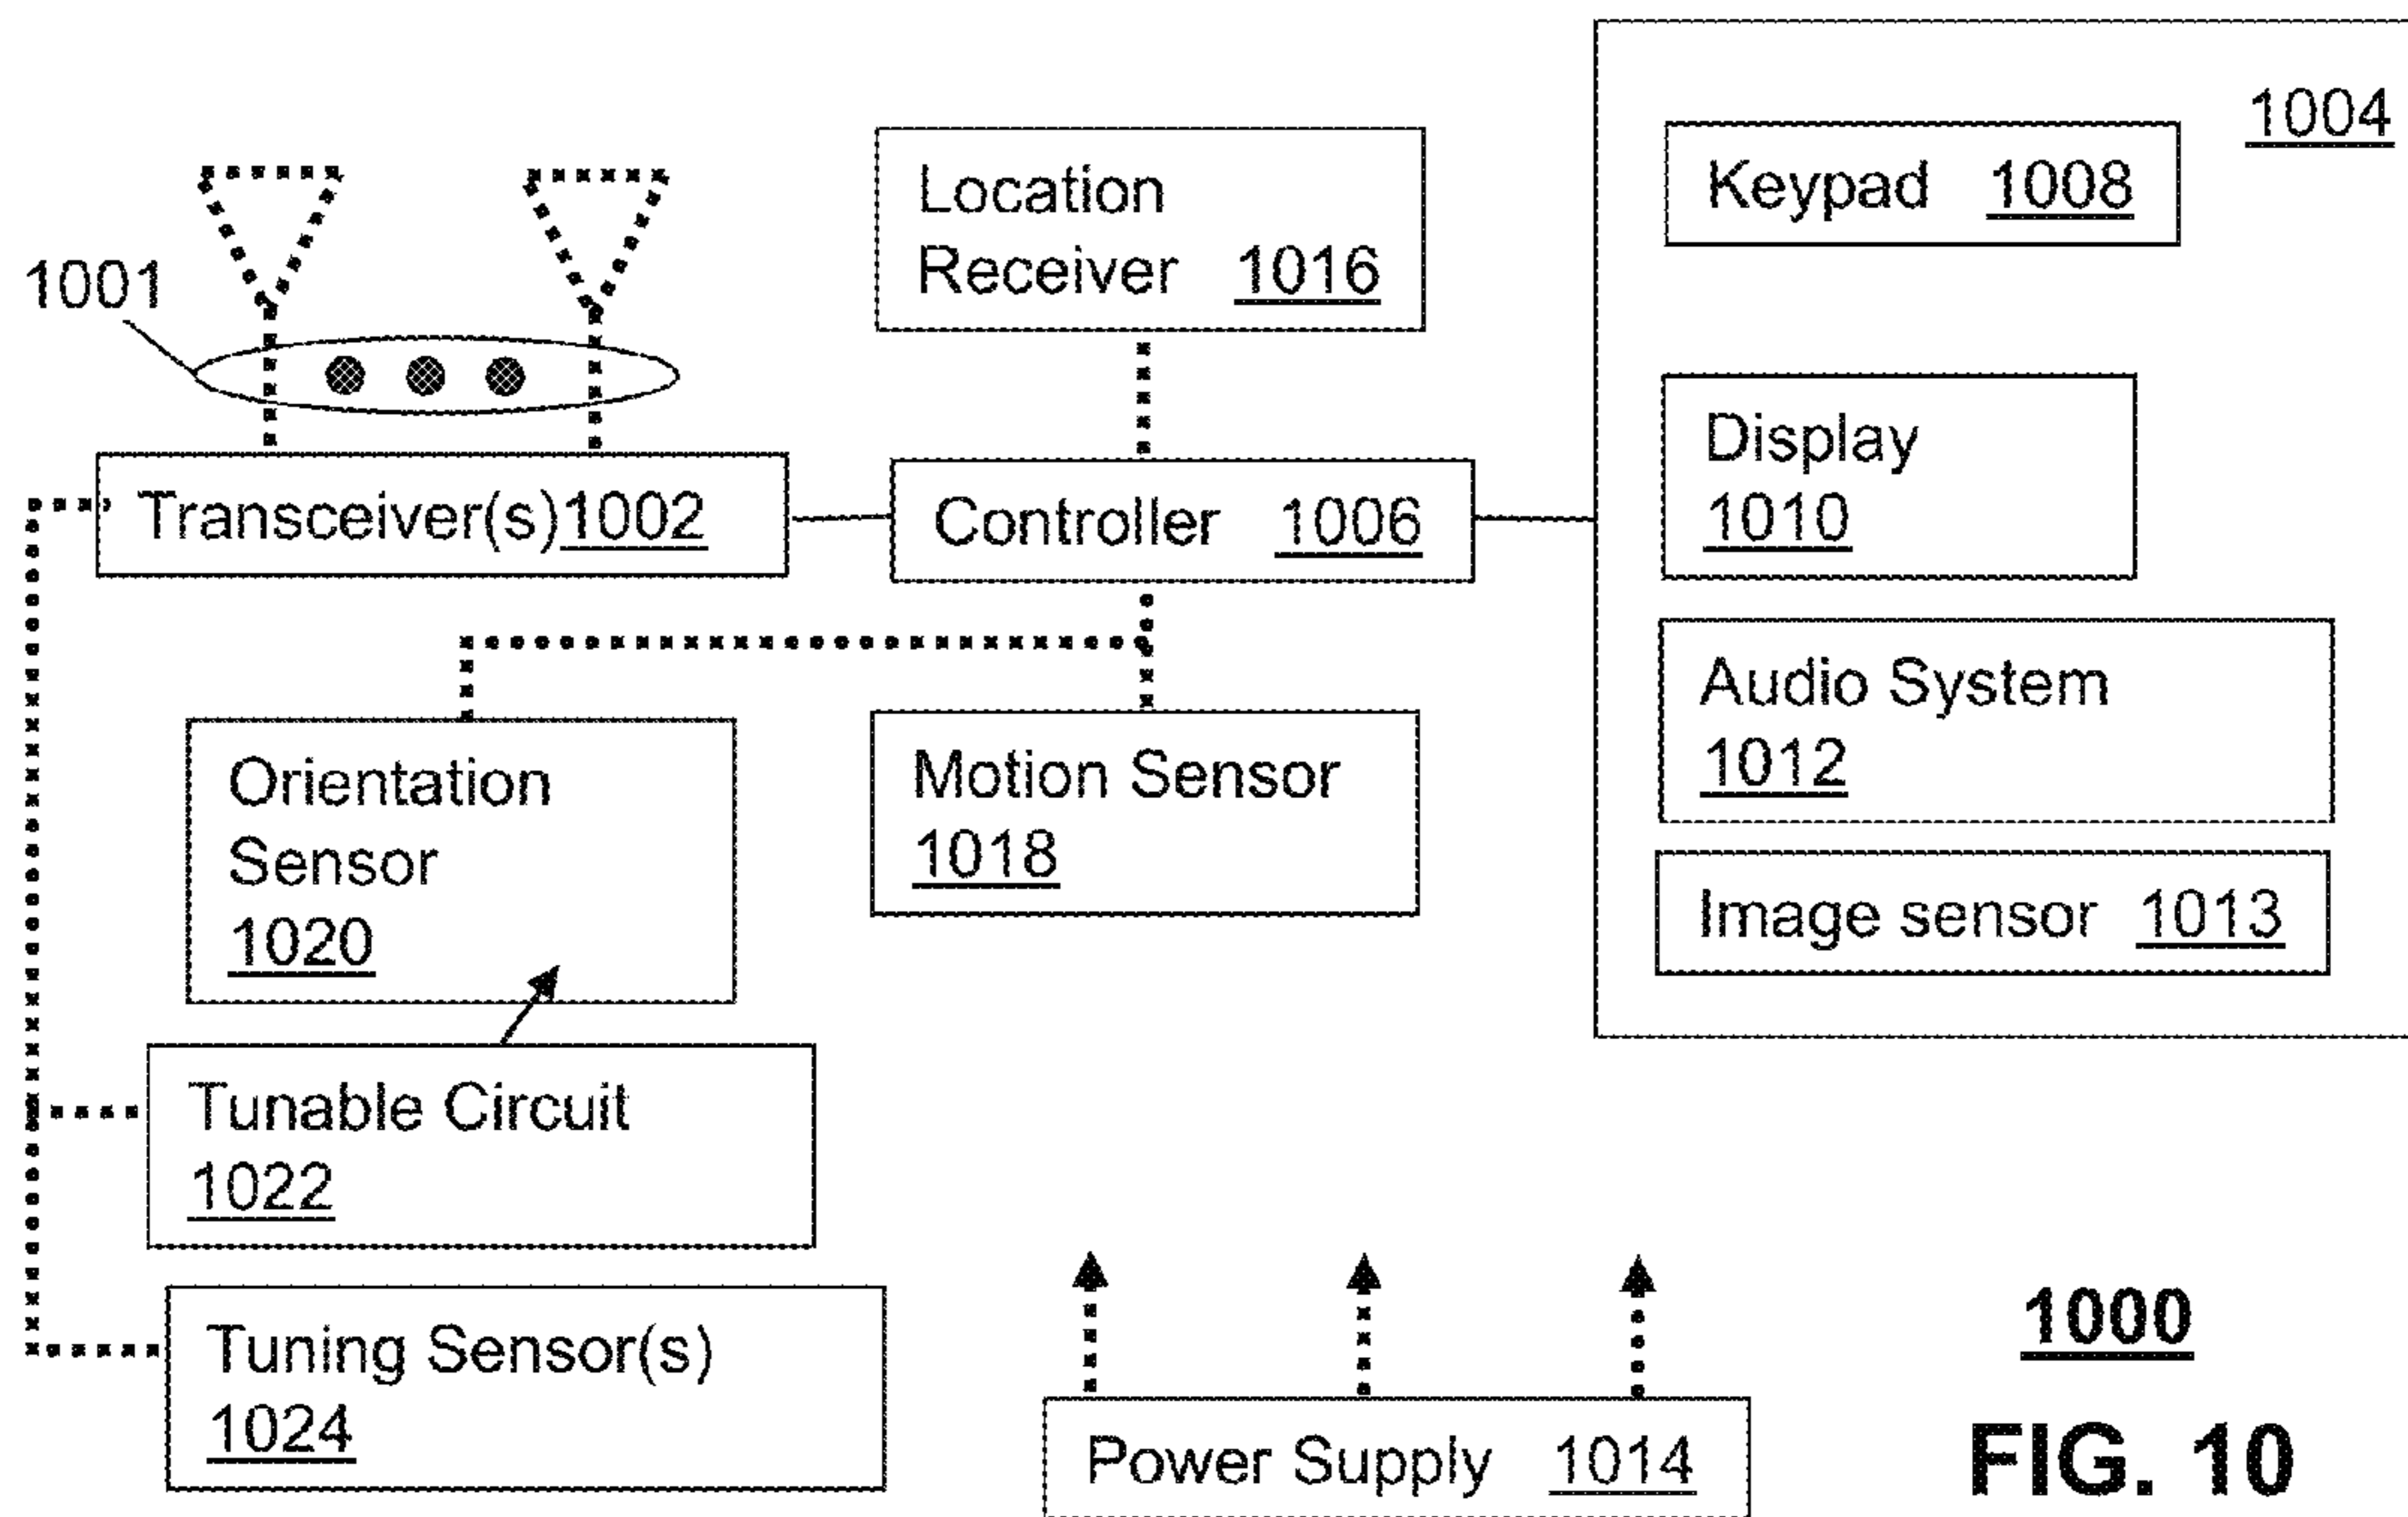 1004
Keypad 1008
Location
Receiver 1016
1001
Display
1010
Transceiver(s) 1002
Controller 1006
Audio System
1012
Orientation
Sensor
1020
Motion Sensor
1018
Image sensor 1013
Tunable Circuit
1022
Tuning Sensor(s)
1024
Power Supply 1014
1000
FIG. 10